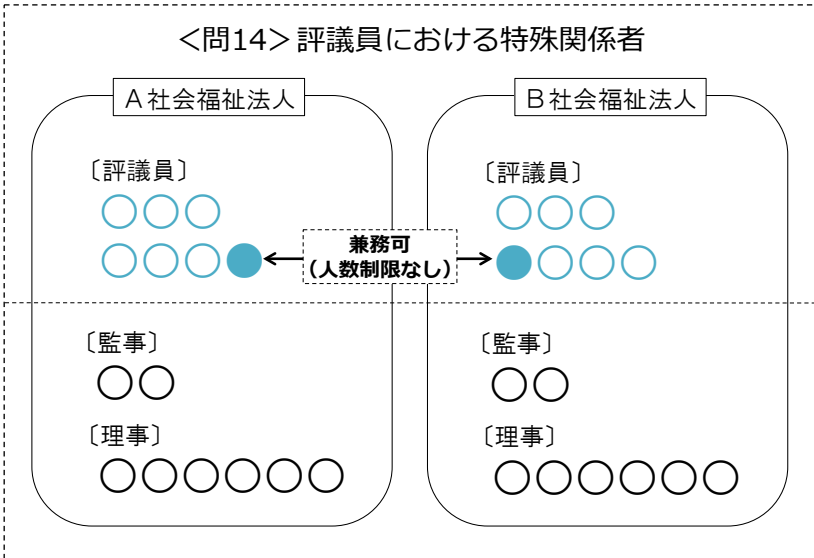 <問14>評議員における特殊関係者
A社会福祉法人
B社会福祉法人
〔評議員〕
〔評議員〕
兼務可
(人数制限なし)
〔監事〕
〔監事〕
〔理事〕
〔理事〕